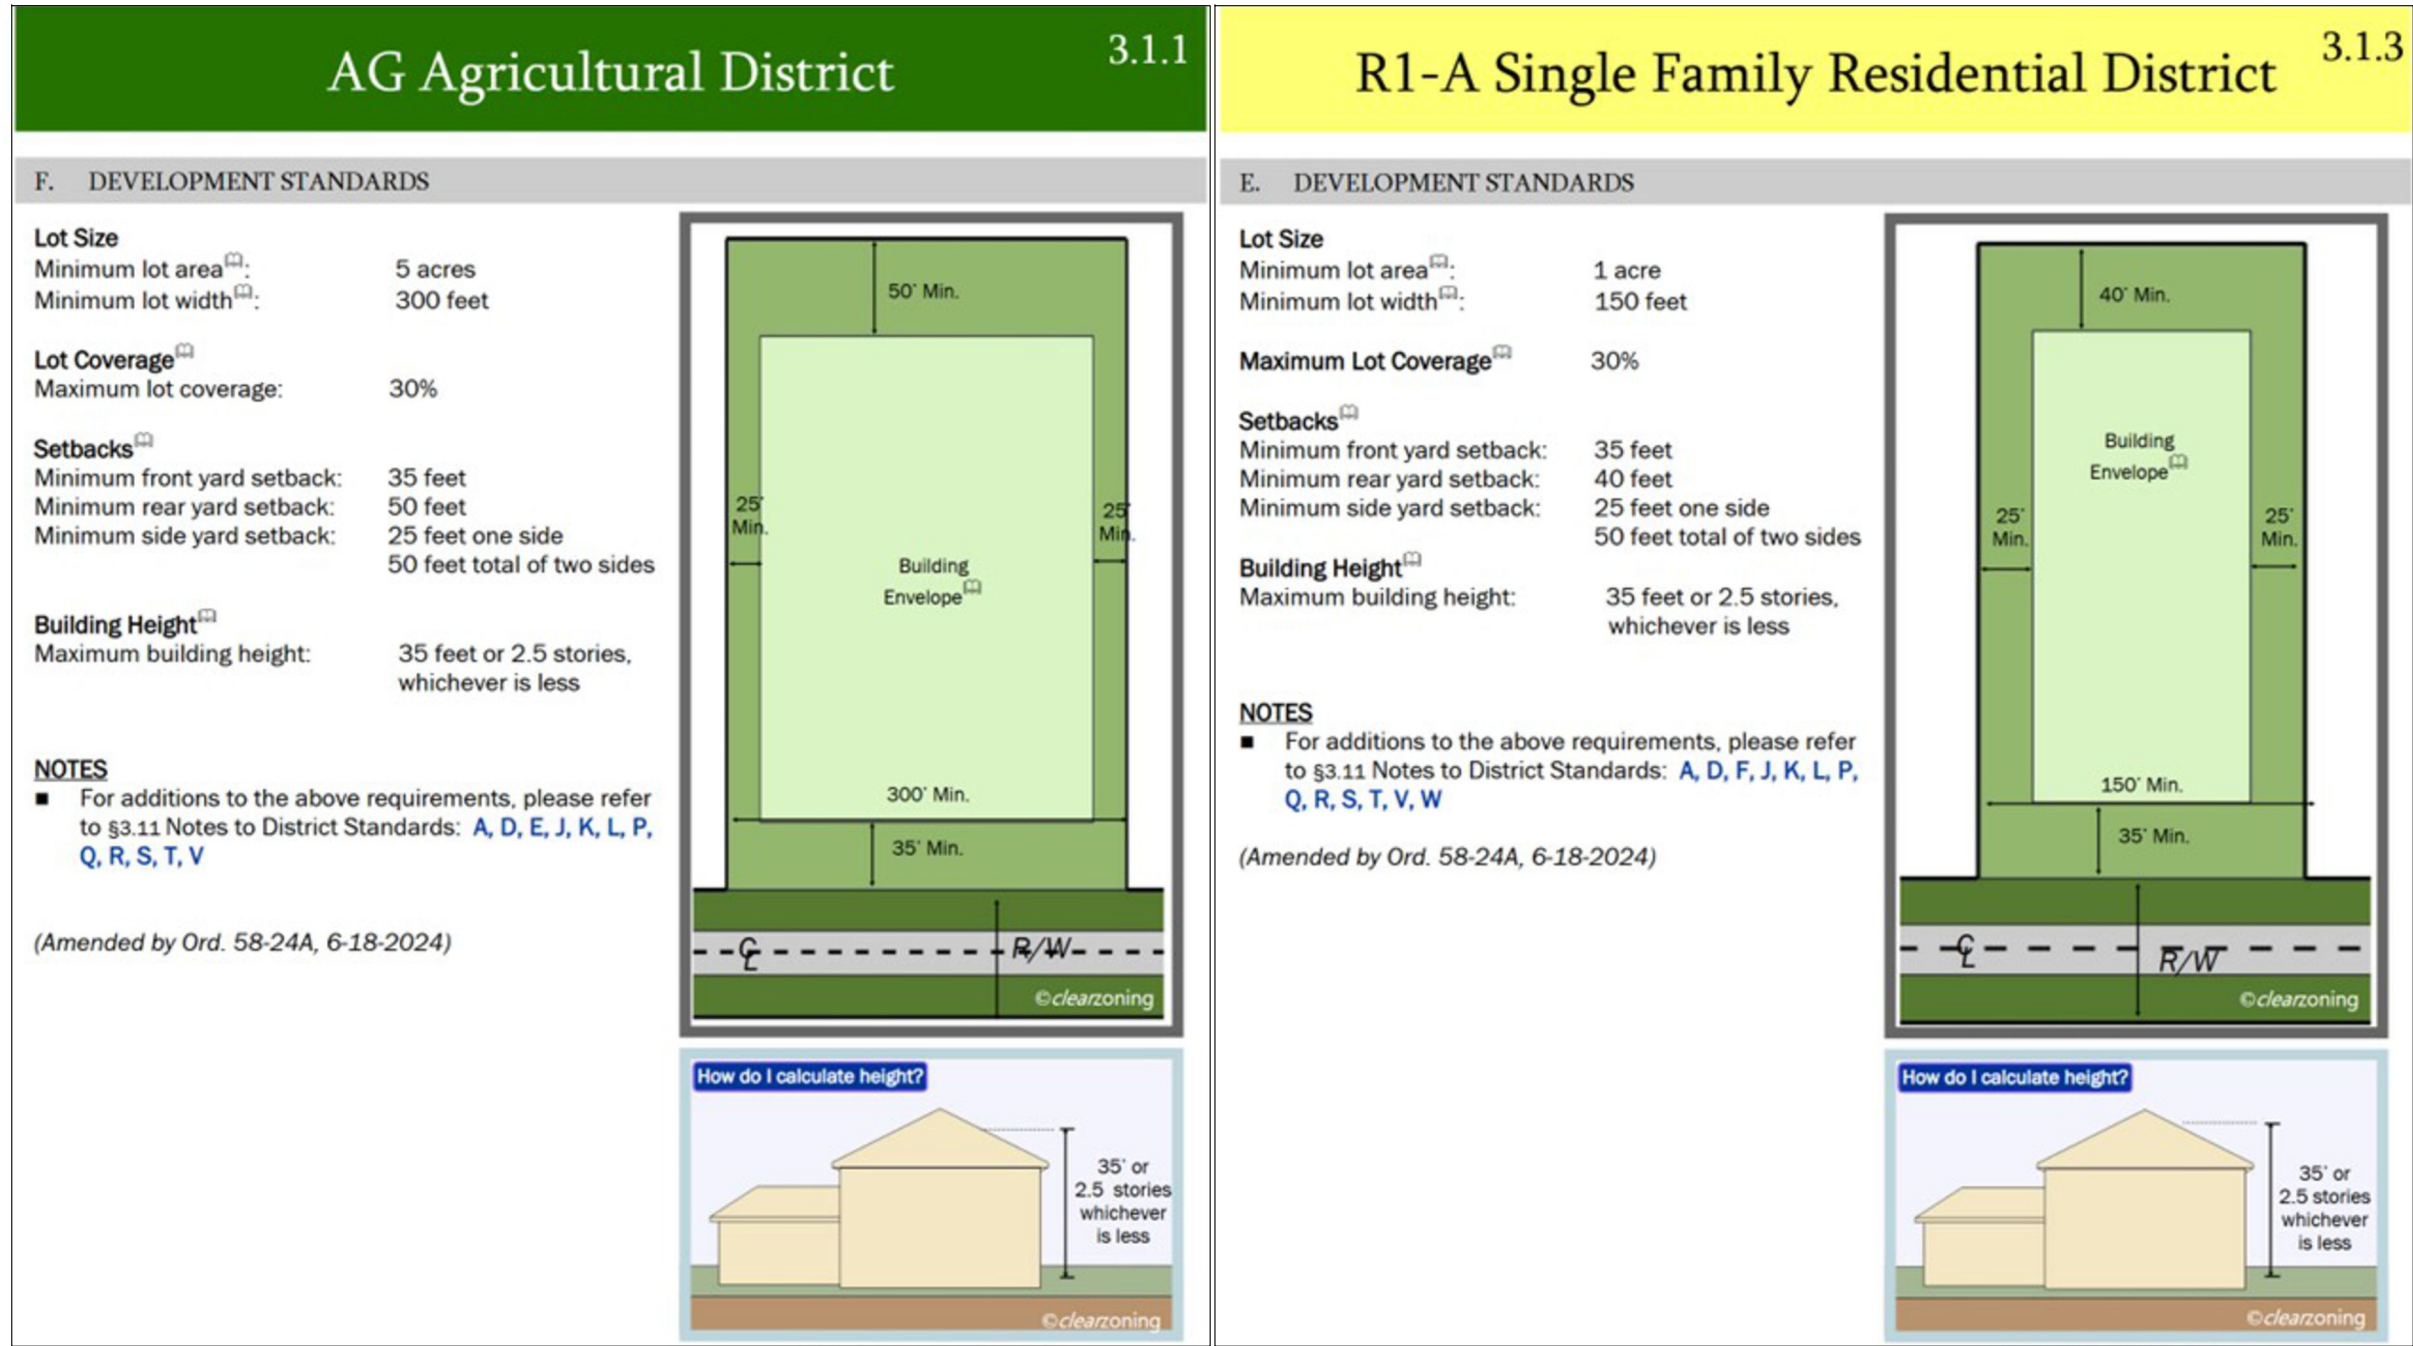 AG Agricultural District
3.1.1
F. DEVELOPMENT STANDARDS
Lot Size
Minimum lot area: 5 acres
Minimum lot width: 300 feet
Lot Coverage
Maximum lot coverage: 30%
Setbacks
Minimum front yard setback: 35 feet
Minimum rear yard setback: 50 feet
Minimum side yard setback: 25 feet one side
50 feet total of two sides
Building Height
Maximum building height: 35 feet or 2.5 stories,
whichever is less
NOTES
■ For additions to the above requirements, please refer
to §3.11 Notes to District Standards: A, D, E, J, K, L, P,
Q, R, S, T, V
(Amended by Ord. 58-24A, 6-18-2024)
50' Min.
25'
Min.
25'
Min.
Building
Envelope
300' Min.
35' Min.
CL
R/W
©clearzoning
How do I calculate height?
35' or
2.5 stories
whichever
is less
©clearzoning
R1-A Single Family Residential District
3.1.3
E. DEVELOPMENT STANDARDS
Lot Size
Minimum lot area: 1 acre
Minimum lot width: 150 feet
Maximum Lot Coverage 30%
Setbacks
Minimum front yard setback: 35 feet
Minimum rear yard setback: 40 feet
Minimum side yard setback: 25 feet one side
50 feet total of two sides
Building Height
Maximum building height: 35 feet or 2.5 stories,
whichever is less
NOTES
■ For additions to the above requirements, please refer
to §3.11 Notes to District Standards: A, D, F, J, K, L, P,
Q, R, S, T, V, W
(Amended by Ord. 58-24A, 6-18-2024)
40' Min.
Building
Envelope
25'
Min.
25'
Min.
150' Min.
35' Min.
CL
R/W
©clearzoning
How do I calculate height?
35' or
2.5 stories
whichever
is less
©clearzoning